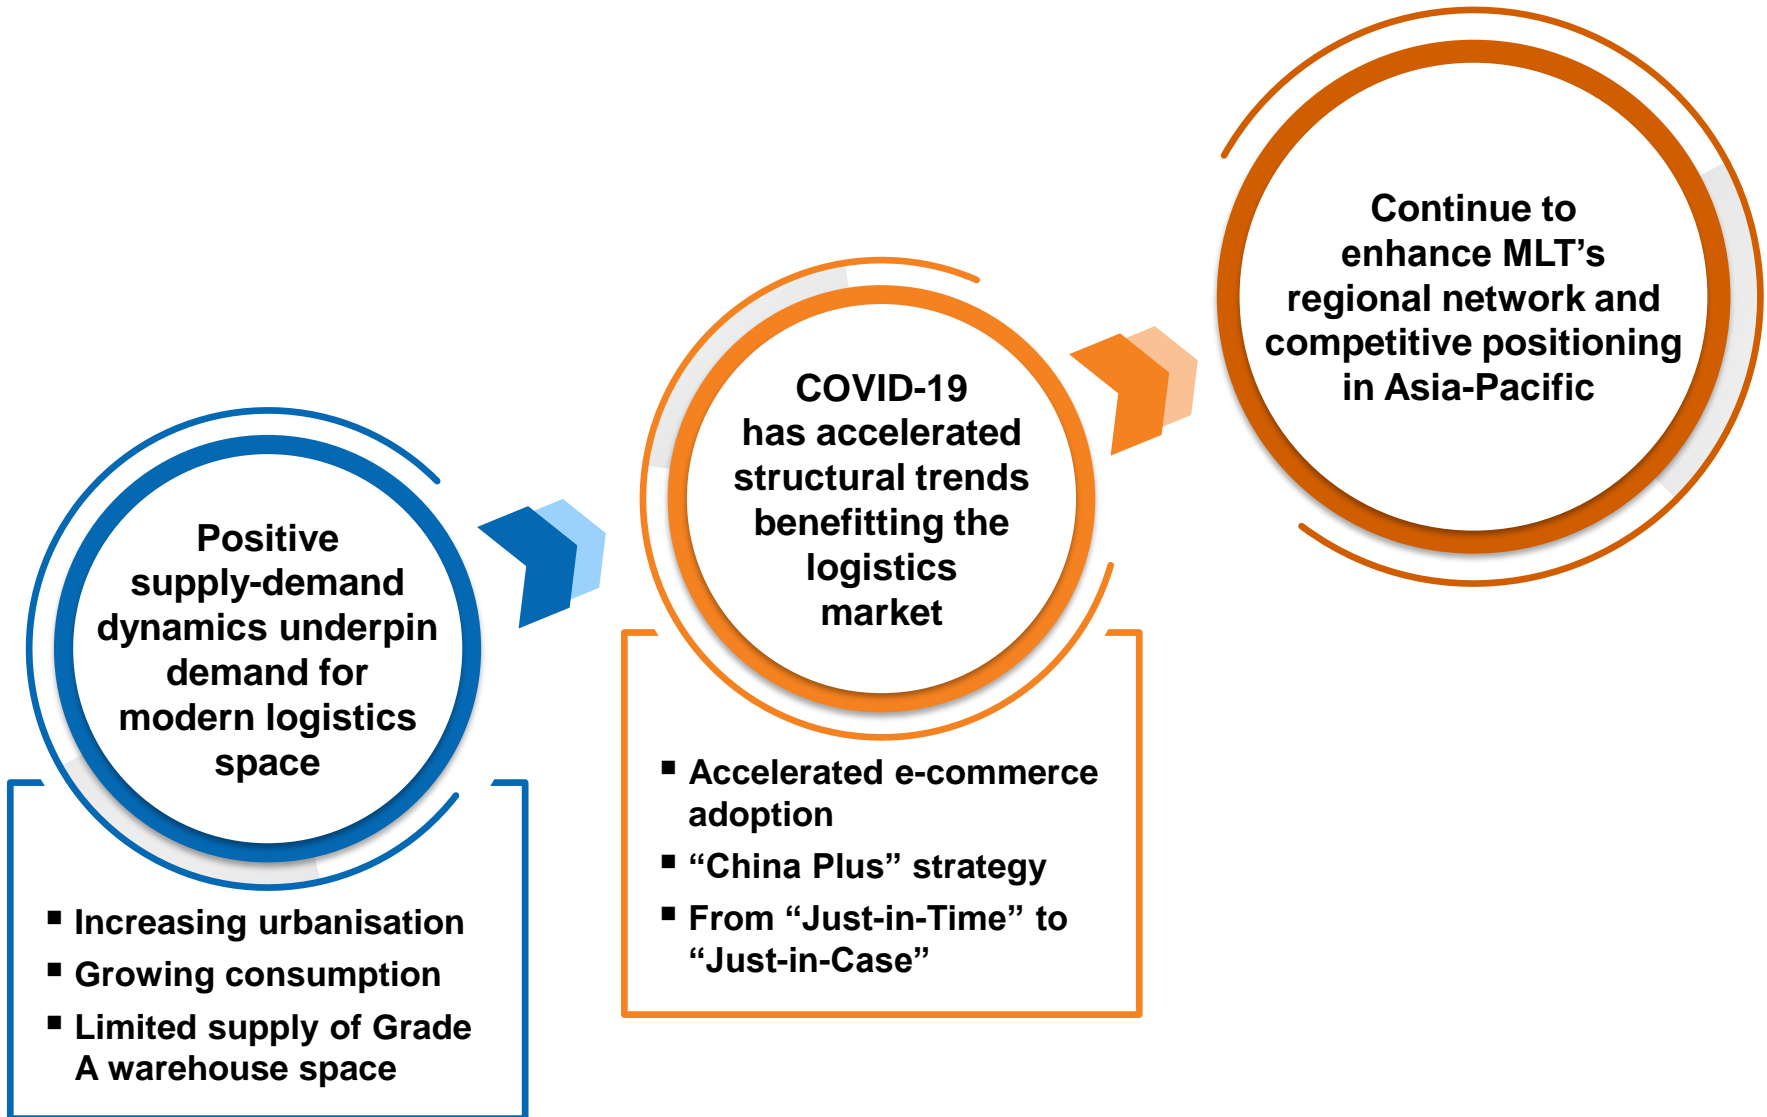 Positive
supply-demand
dynamics underpin
demand for
modern logistics
space
▪ Increasing urbanisation
▪ Growing consumption
▪ Limited supply of Grade
A warehouse space
COVID-19
has accelerated
structural trends
benefitting the
logistics
market
▪ Accelerated e-commerce
adoption
▪ “China Plus” strategy
▪ From “Just-in-Time” to
“Just-in-Case”
Continue to
enhance MLT’s
regional network and
competitive positioning
in Asia-Pacific